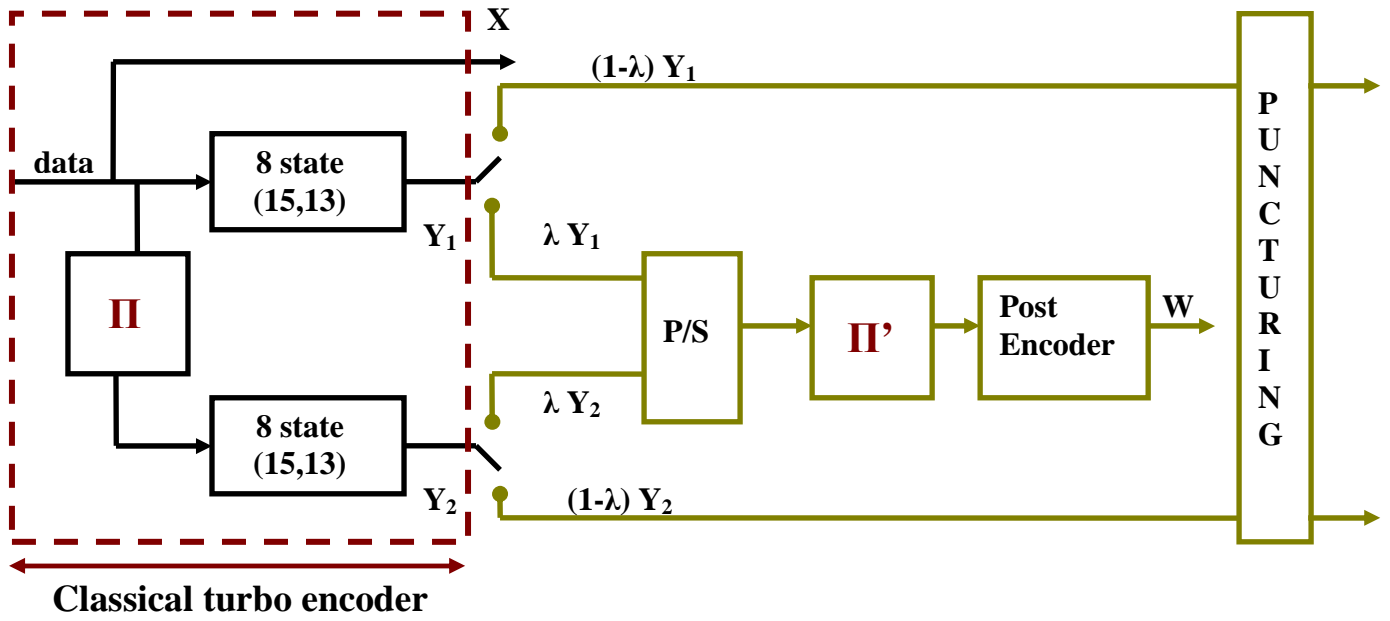 X
(1-λ) Y₁
data
8 state
(15,13)
Y₁
λ Y₁
Π
P/S
Π’
Post
Encoder
W
λ Y₂
8 state
(15,13)
Y₂
(1-λ) Y₂
P
U
N
C
T
U
R
I
N
G
Classical turbo encoder